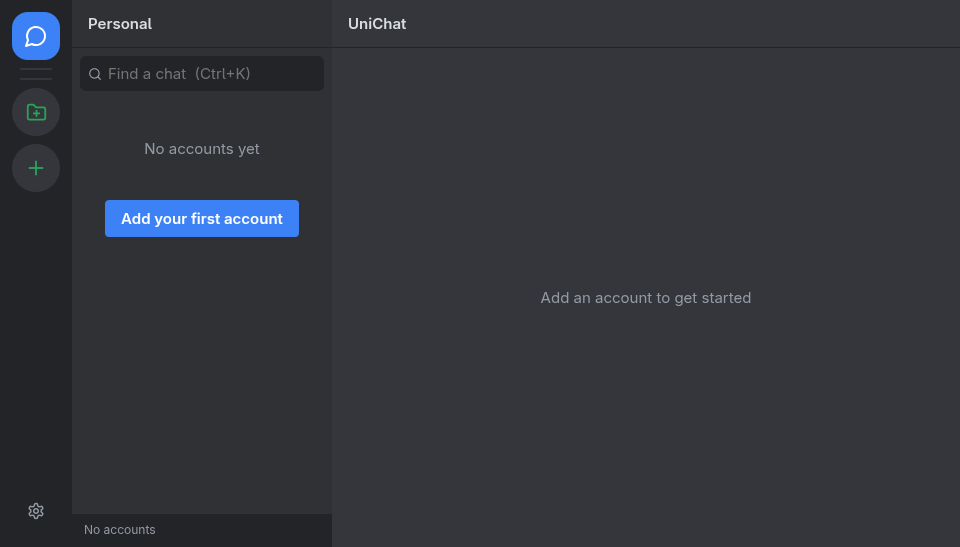 Personal
UniChat
Find a chat (Ctrl+K)
No accounts yet
Add your first account
Add an account to get started
No accounts